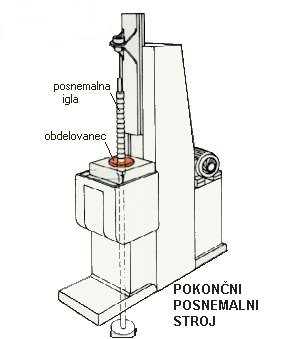 posnemalna
igla
obdelovanec
POKONČNI
POSNEMALNI
STROJ